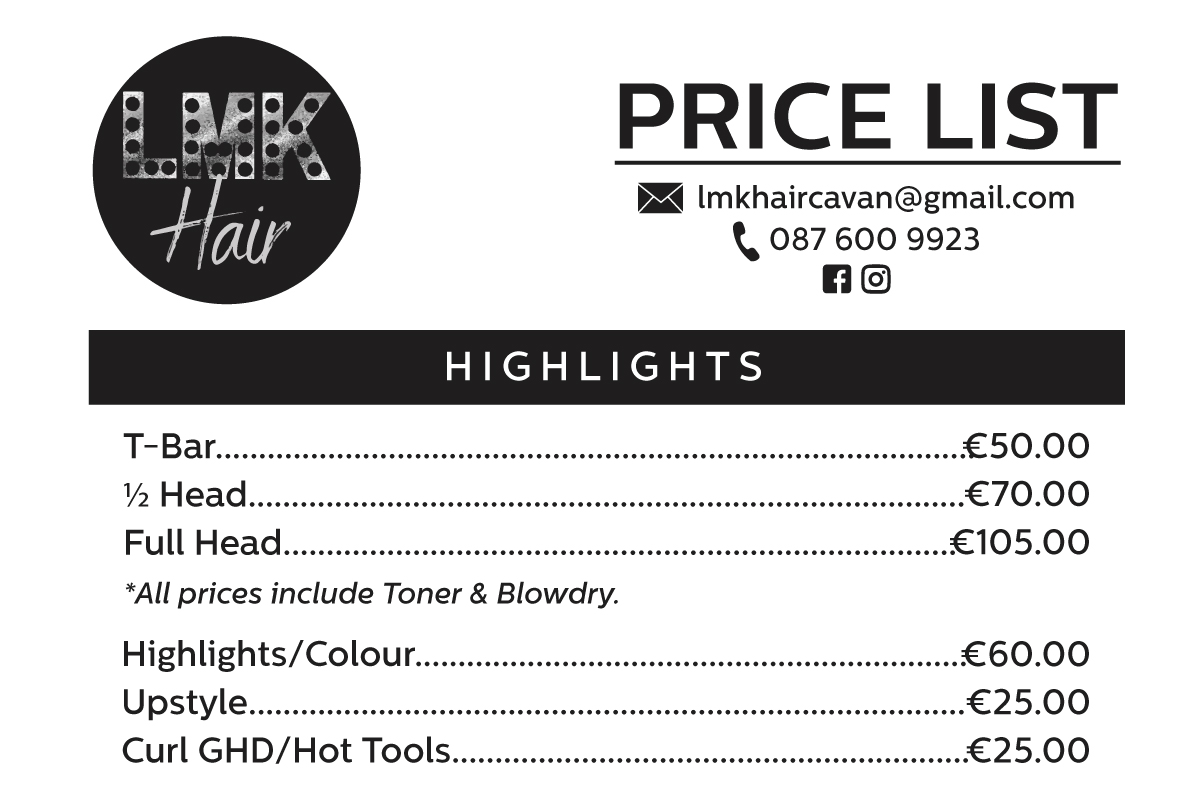 LMK
Hair
PRICE LIST
lmkhaircavan@gmail.com
087 600 9923
HIGHLIGHTS
T-Bar..........................................................................................€50.00
½ Head......................................................................................€70.00
Full Head................................................................................€105.00
*All prices include Toner & Blowdry.
Highlights/Colour..................................................................€60.00
Upstyle......................................................................................€25.00
Curl GHD/Hot Tools..............................................................€25.00